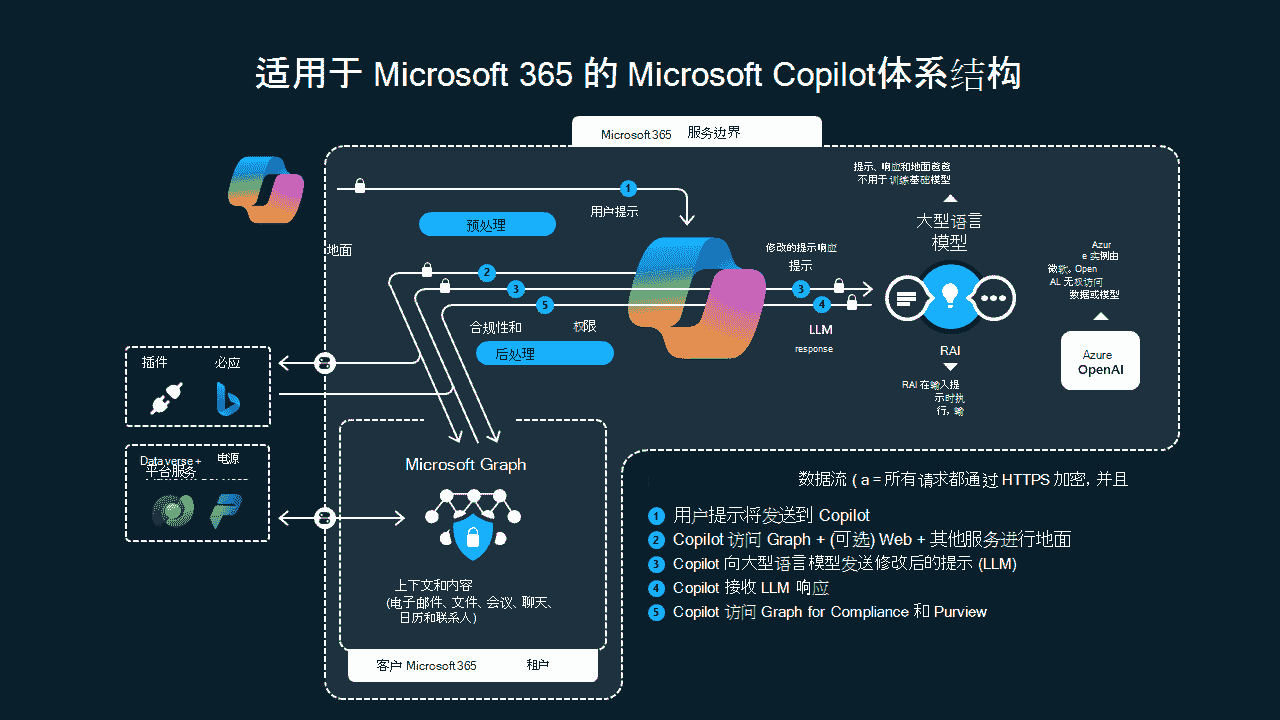 适用于 Microsoft 365 的 Microsoft Copilot体系结构
Microsoft 365 服务边界
提示、响应和地面爸爸
不用于 训练基础模型
1
用户提示
预处理
大型语言
模型
地面
修改的提示响应
提示
Azur
e 实例由
微软。Open
AL 无权访问
数据或模型
2
3
5
3
4
合规性和 权限
后处理
LLM
response
RAI
RAI 在输入提
示时执
行，输
Azure
OpenAI
插件 必应
Dataverse + 电源
平台服务
Microsoft Graph
上下文和内容
(电子邮件、文件、会议、聊天、
日历和联系人)
客户 Microsoft 365 租户
数据流 ( a = 所有请求都通过 HTTPS 加密，并且
1 用户提示将发送到 Copilot
2 Copilot 访问 Graph + (可选) Web + 其他服务进行地面
3 Copilot 向大型语言模型发送修改后的提示 (LLM)
4 Copilot 接收 LLM 响应
5 Copilot 访问 Graph for Compliance 和 Purview